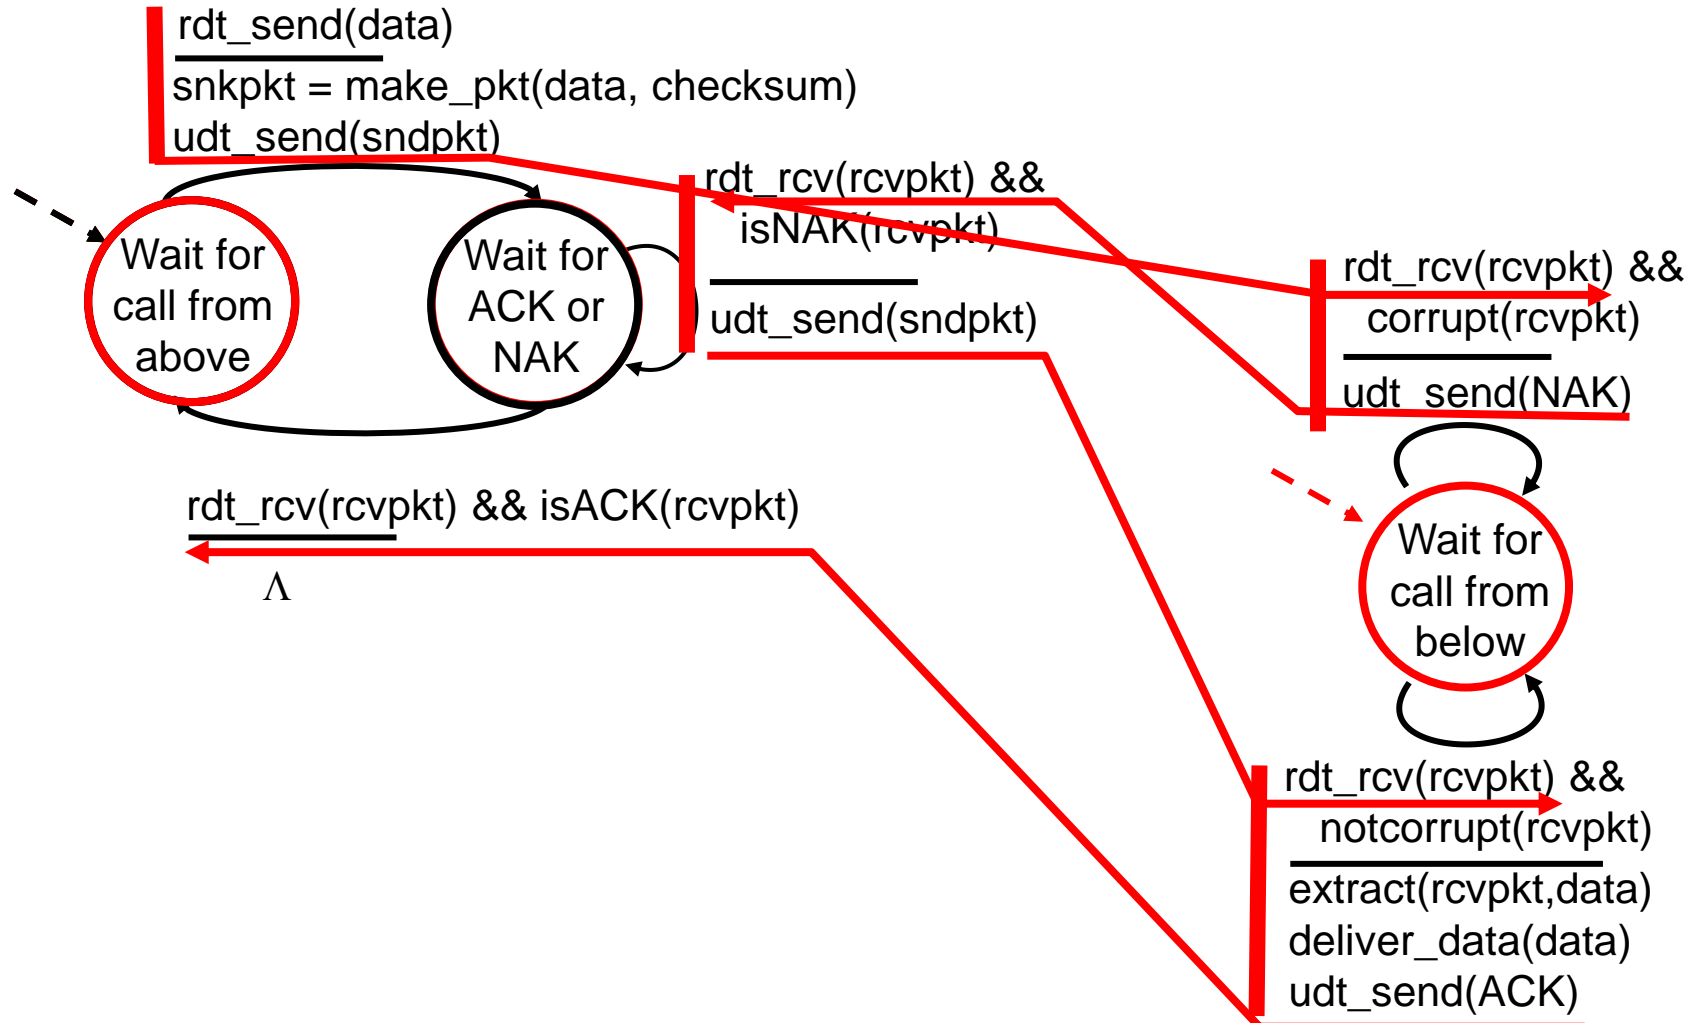 rdt_send(data)
snkpkt = make_pkt(data, checksum)
udt_send(sndpkt)
rdt_rcv(rcvpkt) &&
isNAK(rcvpkt)
udt_send(sndpkt)
Wait for
call from
above
Wait for
ACK or
NAK
rdt_rcv(rcvpkt) && isACK(rcvpkt)
Λ
rdt_rcv(rcvpkt) &&
corrupt(rcvpkt)
udt_send(NAK)
Wait for
call from
below
rdt_rcv(rcvpkt) &&
notcorrupt(rcvpkt)
extract(rcvpkt,data)
deliver_data(data)
udt_send(ACK)